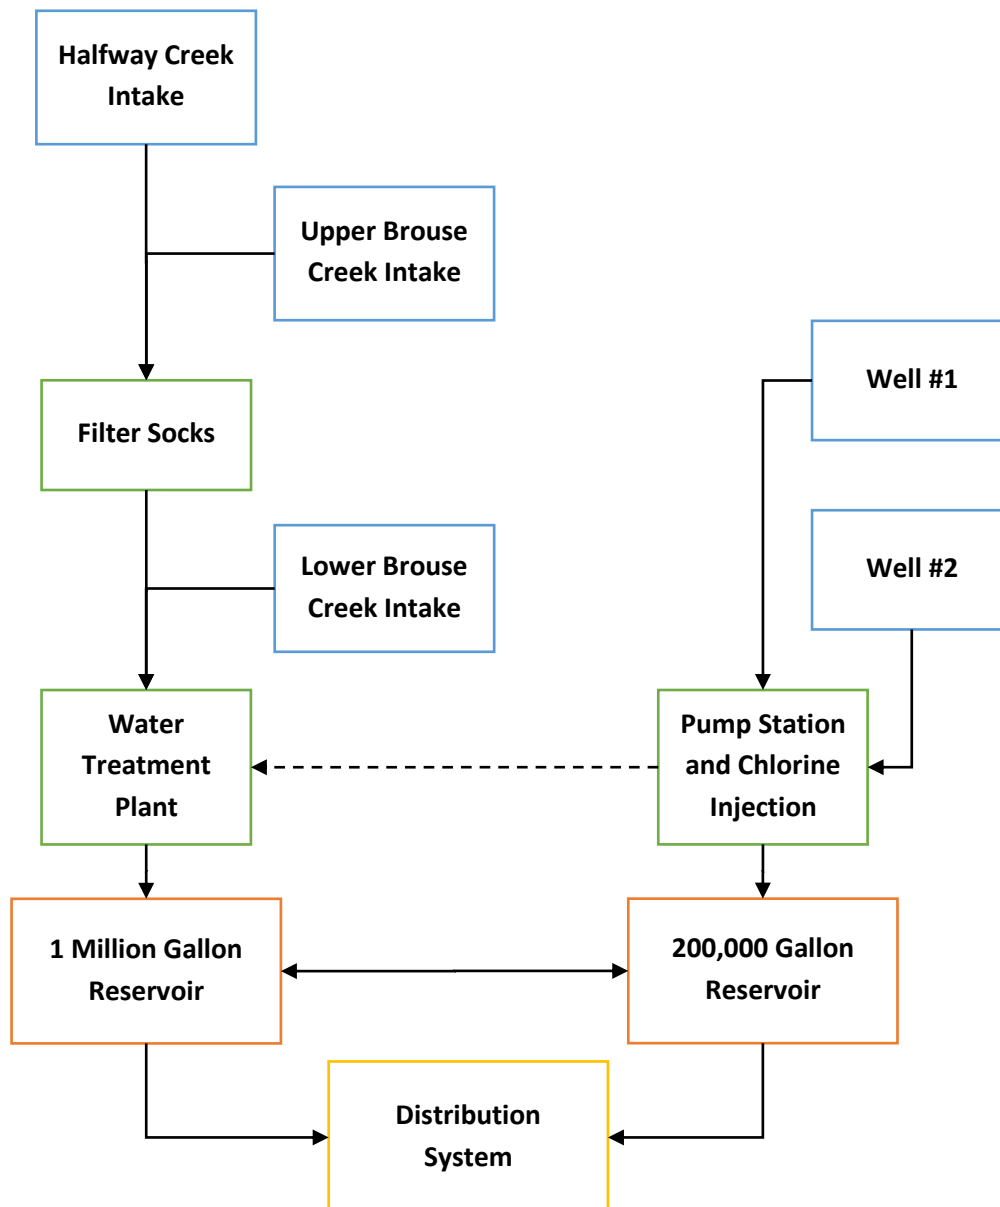 Halfway Creek
Intake
Upper Brouse
Creek Intake
Well #1
Filter Socks
Well #2
Lower Brouse
Creek Intake
Water
Treatment
Plant
Pump Station
and Chlorine
Injection
1 Million Gallon
Reservoir
200,000 Gallon
Reservoir
Distribution
System